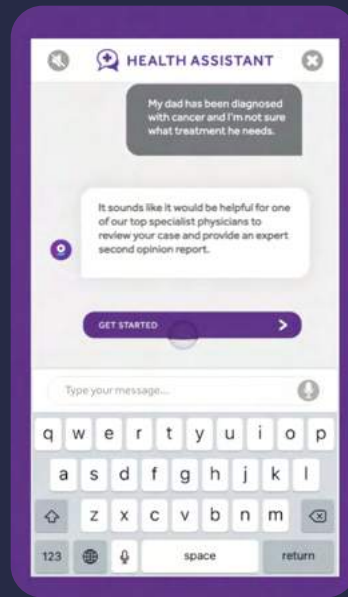 HEALTH ASSISTANT
My dad has been diagnosed
with cancer and I'm not sure
what treatment he needs.
It sounds like it would be helpful for one
of our top specialist physicians to
review your case and provide an expert
second opinion report.
GET STARTED
Type your message...
q w e r t y u i o p
a s d f g h j k l
z x c v b n m
123 space return